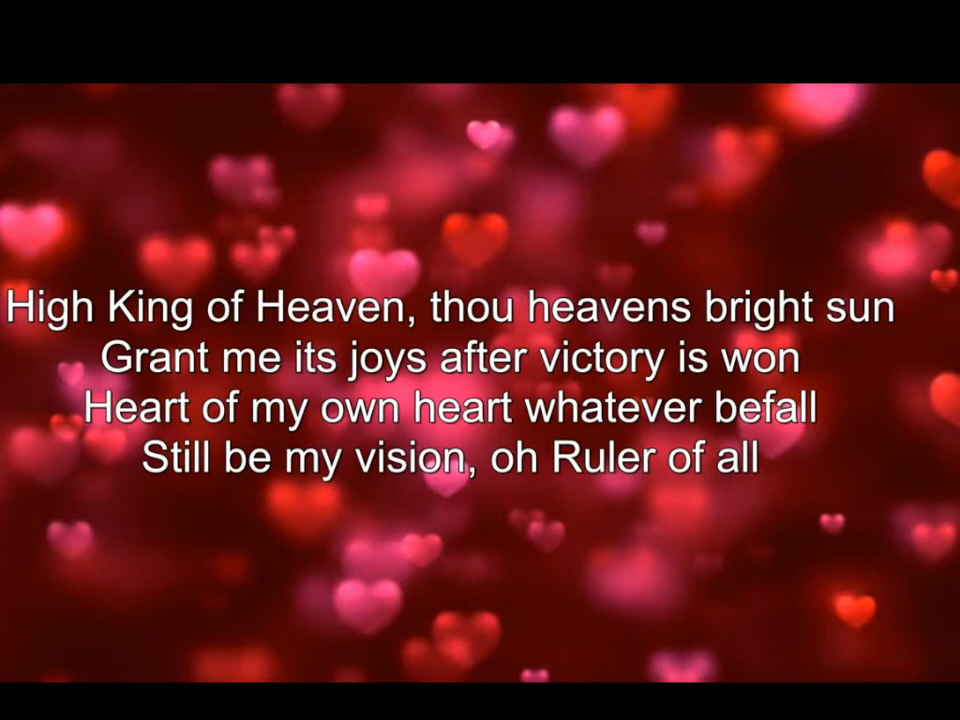 High King of Heaven, thou heavens bright sun
Grant me its joys after victory is won
Heart of my own heart whatever befall
Still be my vision, oh Ruler of all